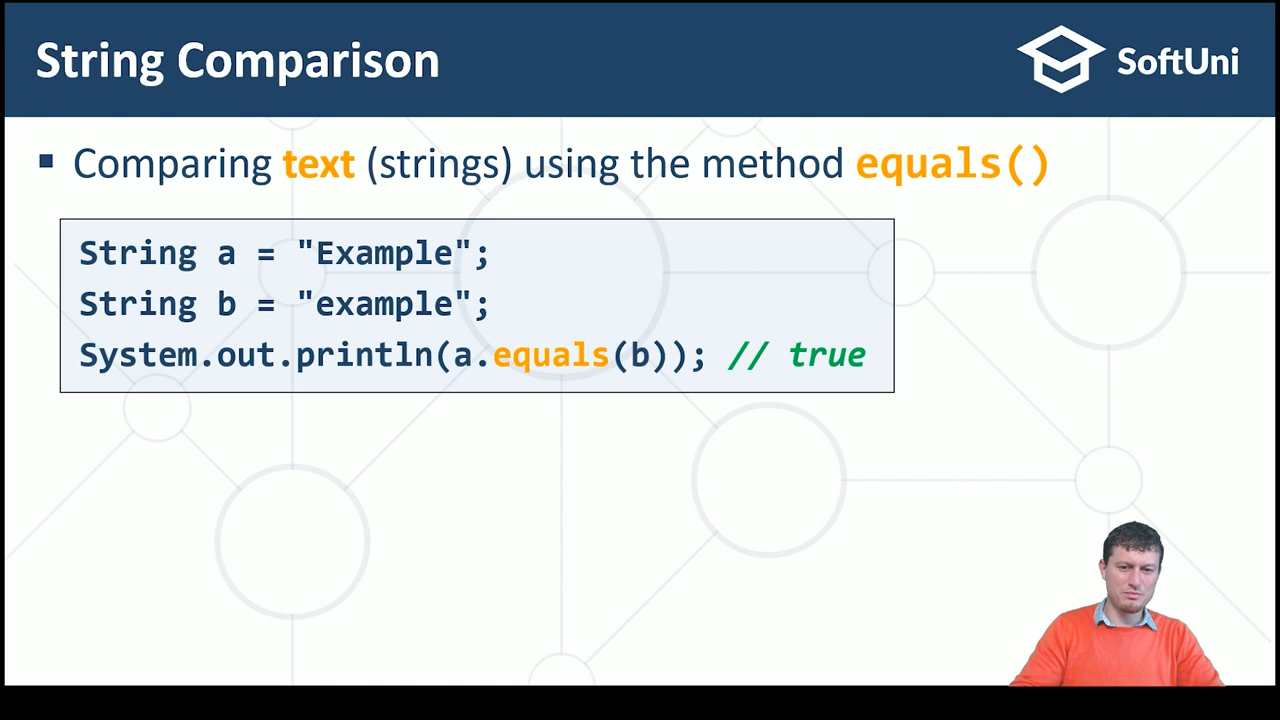 String Comparison
SoftUni
▪ Comparing text (strings) using the method equals()
String a = "Example";
String b = "example";
System.out.println(a.equals(b)); // true